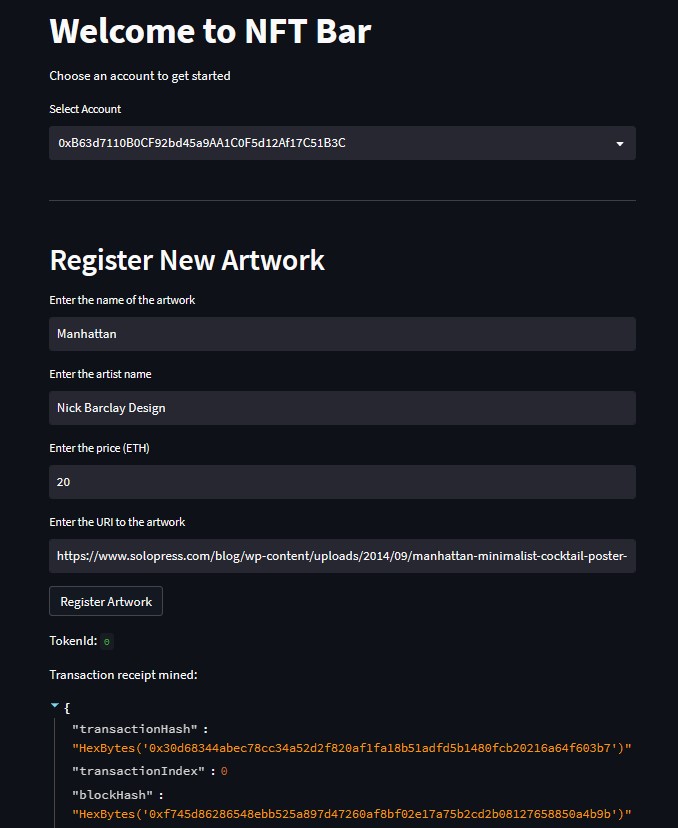 Welcome to NFT Bar
Choose an account to get started
Select Account
0xB63d7110B0CF92bd45a9AA1C0F5d12Af17C51B3C
Register New Artwork
Enter the name of the artwork
Manhattan
Enter the artist name
Nick Barclay Design
Enter the price (ETH)
20
Enter the URI to the artwork
https://www.solopress.com/blog/wp-content/uploads/2014/09/manhattan-minimalist-cocktail-poster-
Register Artwork
TokenId: 0
Transaction receipt mined:
{
"transactionHash" :
"HexBytes('0x30d68344abec78cc34a52d2f820af1fa18b51adfd5b1480fcb20216a64f603b7')"
"transactionIndex" : 0
"blockHash" :
"HexBytes('0xf745d86286548ebb525a897d47260af8bf02e17a75b2cd2b08127658850a4b9b')"